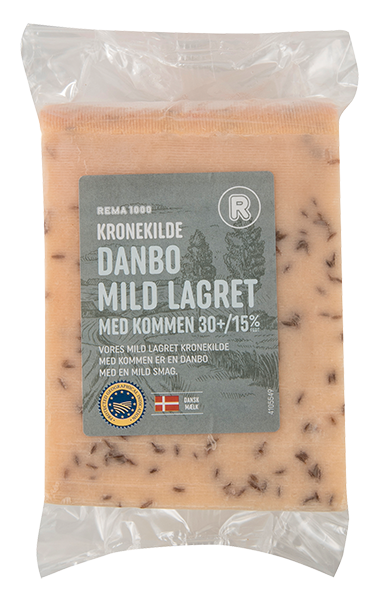 REMA 1000
R
KRONEKILDE
DANBO
MILD LAGRET
MED KOMMEN 30+/15%
VORES MILD LAGRET KRONEKILDE
MED KOMMEN ER EN DANBO
MED EN MILD SMAG.
DANSK
MÆLK
4105549